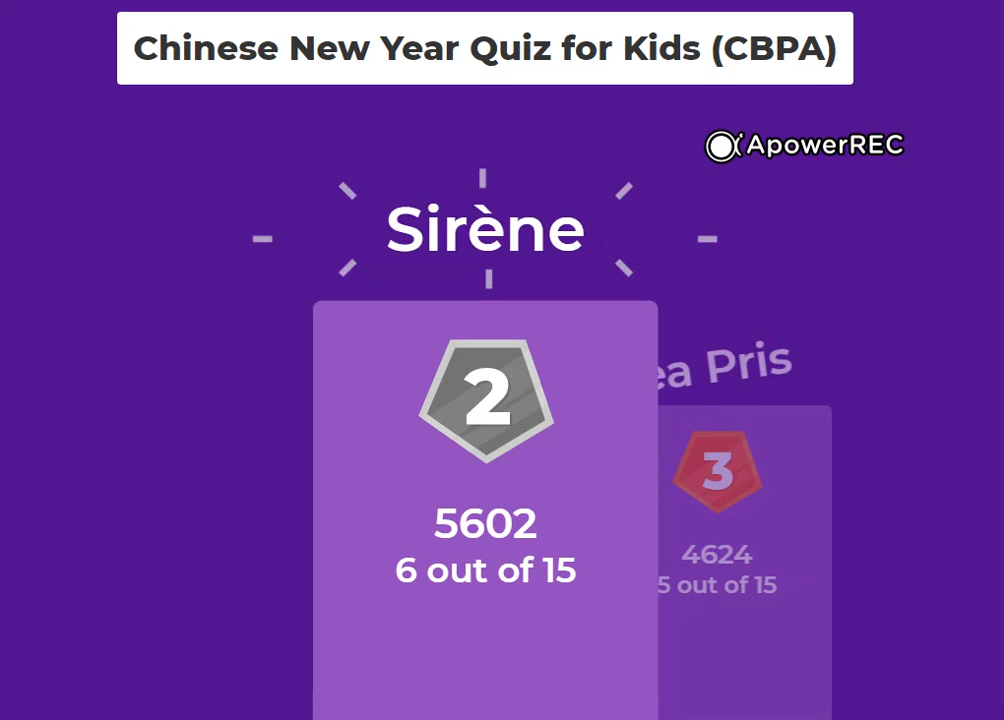 Chinese New Year Quiz for Kids (CBPA)
ApowerREC
Sirène
2
5602
6 out of 15
Pris
3
4624
5 out of 15